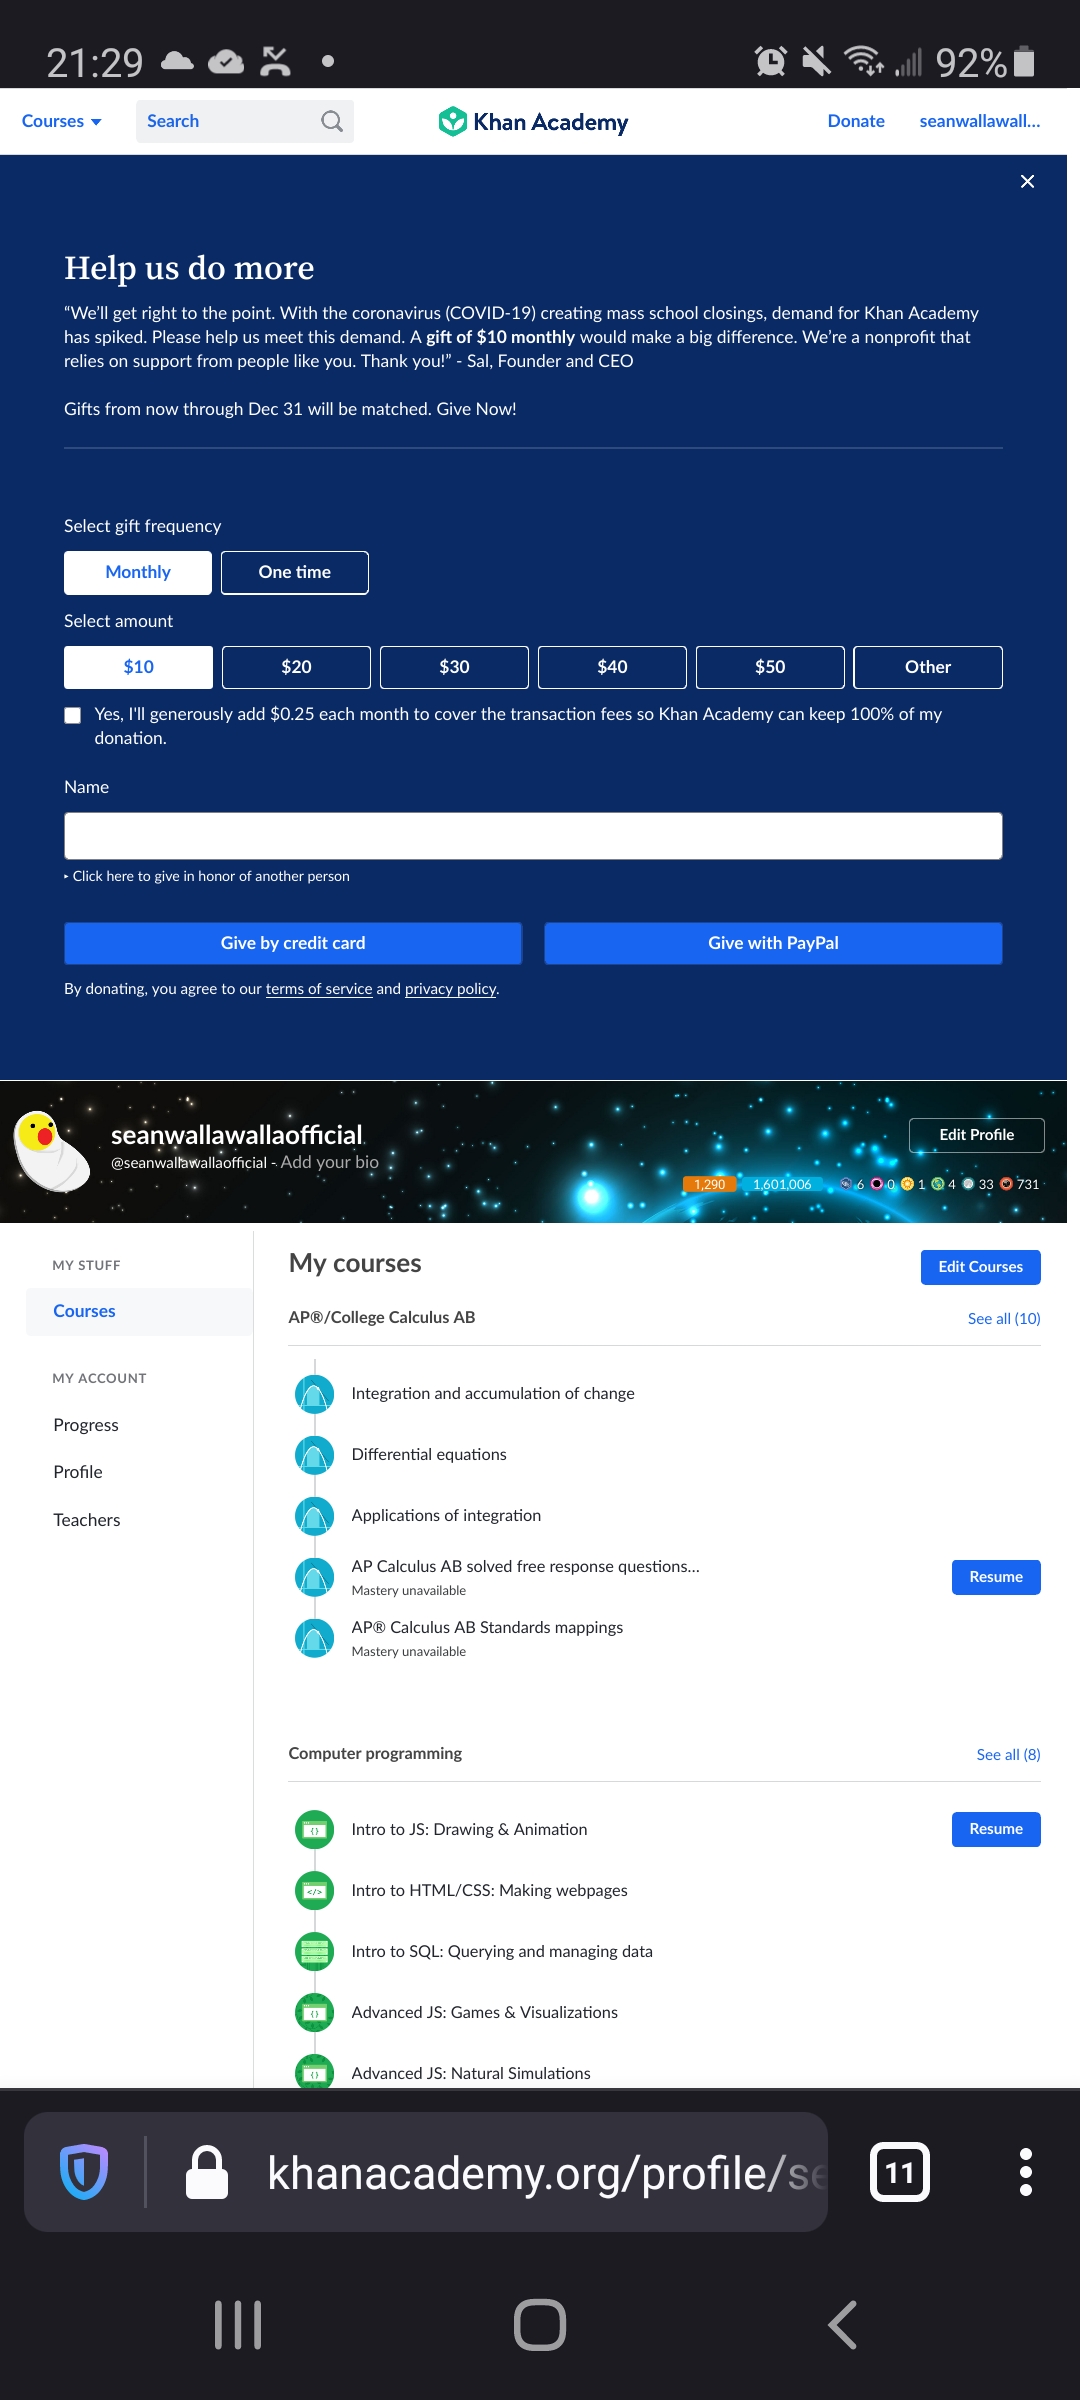 21:29
92%
Courses
Search
Khan Academy
Donate
seanwallawall...
Help us do more
“We’ll get right to the point. With the coronavirus (COVID-19) creating mass school closings, demand for Khan Academy
has spiked. Please help us meet this demand. A gift of $10 monthly would make a big difference. We’re a nonprofit that
relies on support from people like you. Thank you!” - Sal, Founder and CEO
Gifts from now through Dec 31 will be matched. Give Now!
Select gift frequency
Monthly
One time
Select amount
$10
$20
$30
$40
$50
Other
Yes, I'll generously add $0.25 each month to cover the transaction fees so Khan Academy can keep 100% of my
donation.
Name
Click here to give in honor of another person
Give by credit card
Give with PayPal
By donating, you agree to our terms of service and privacy policy.
seanwallawallaofficial
@seanwallawallaofficial - Add your bio
Edit Profile
1,290
1,601,006
6
0
1
4
33
731
MY STUFF
Courses
MY ACCOUNT
Progress
Profile
Teachers
My courses
Edit Courses
AP®/College Calculus AB
See all (10)
Integration and accumulation of change
Differential equations
Applications of integration
AP Calculus AB solved free response questions...
Mastery unavailable
Resume
AP® Calculus AB Standards mappings
Mastery unavailable
Computer programming
See all (8)
Intro to JS: Drawing & Animation
Resume
Intro to HTML/CSS: Making webpages
Intro to SQL: Querying and managing data
Advanced JS: Games & Visualizations
Advanced JS: Natural Simulations
khanacademy.org/profile/se
11